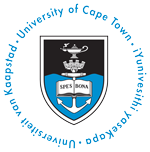 University of Cape Town · iYunivesithi yaseKapa · Universiteit van Kaapstad ·
SPES BONA